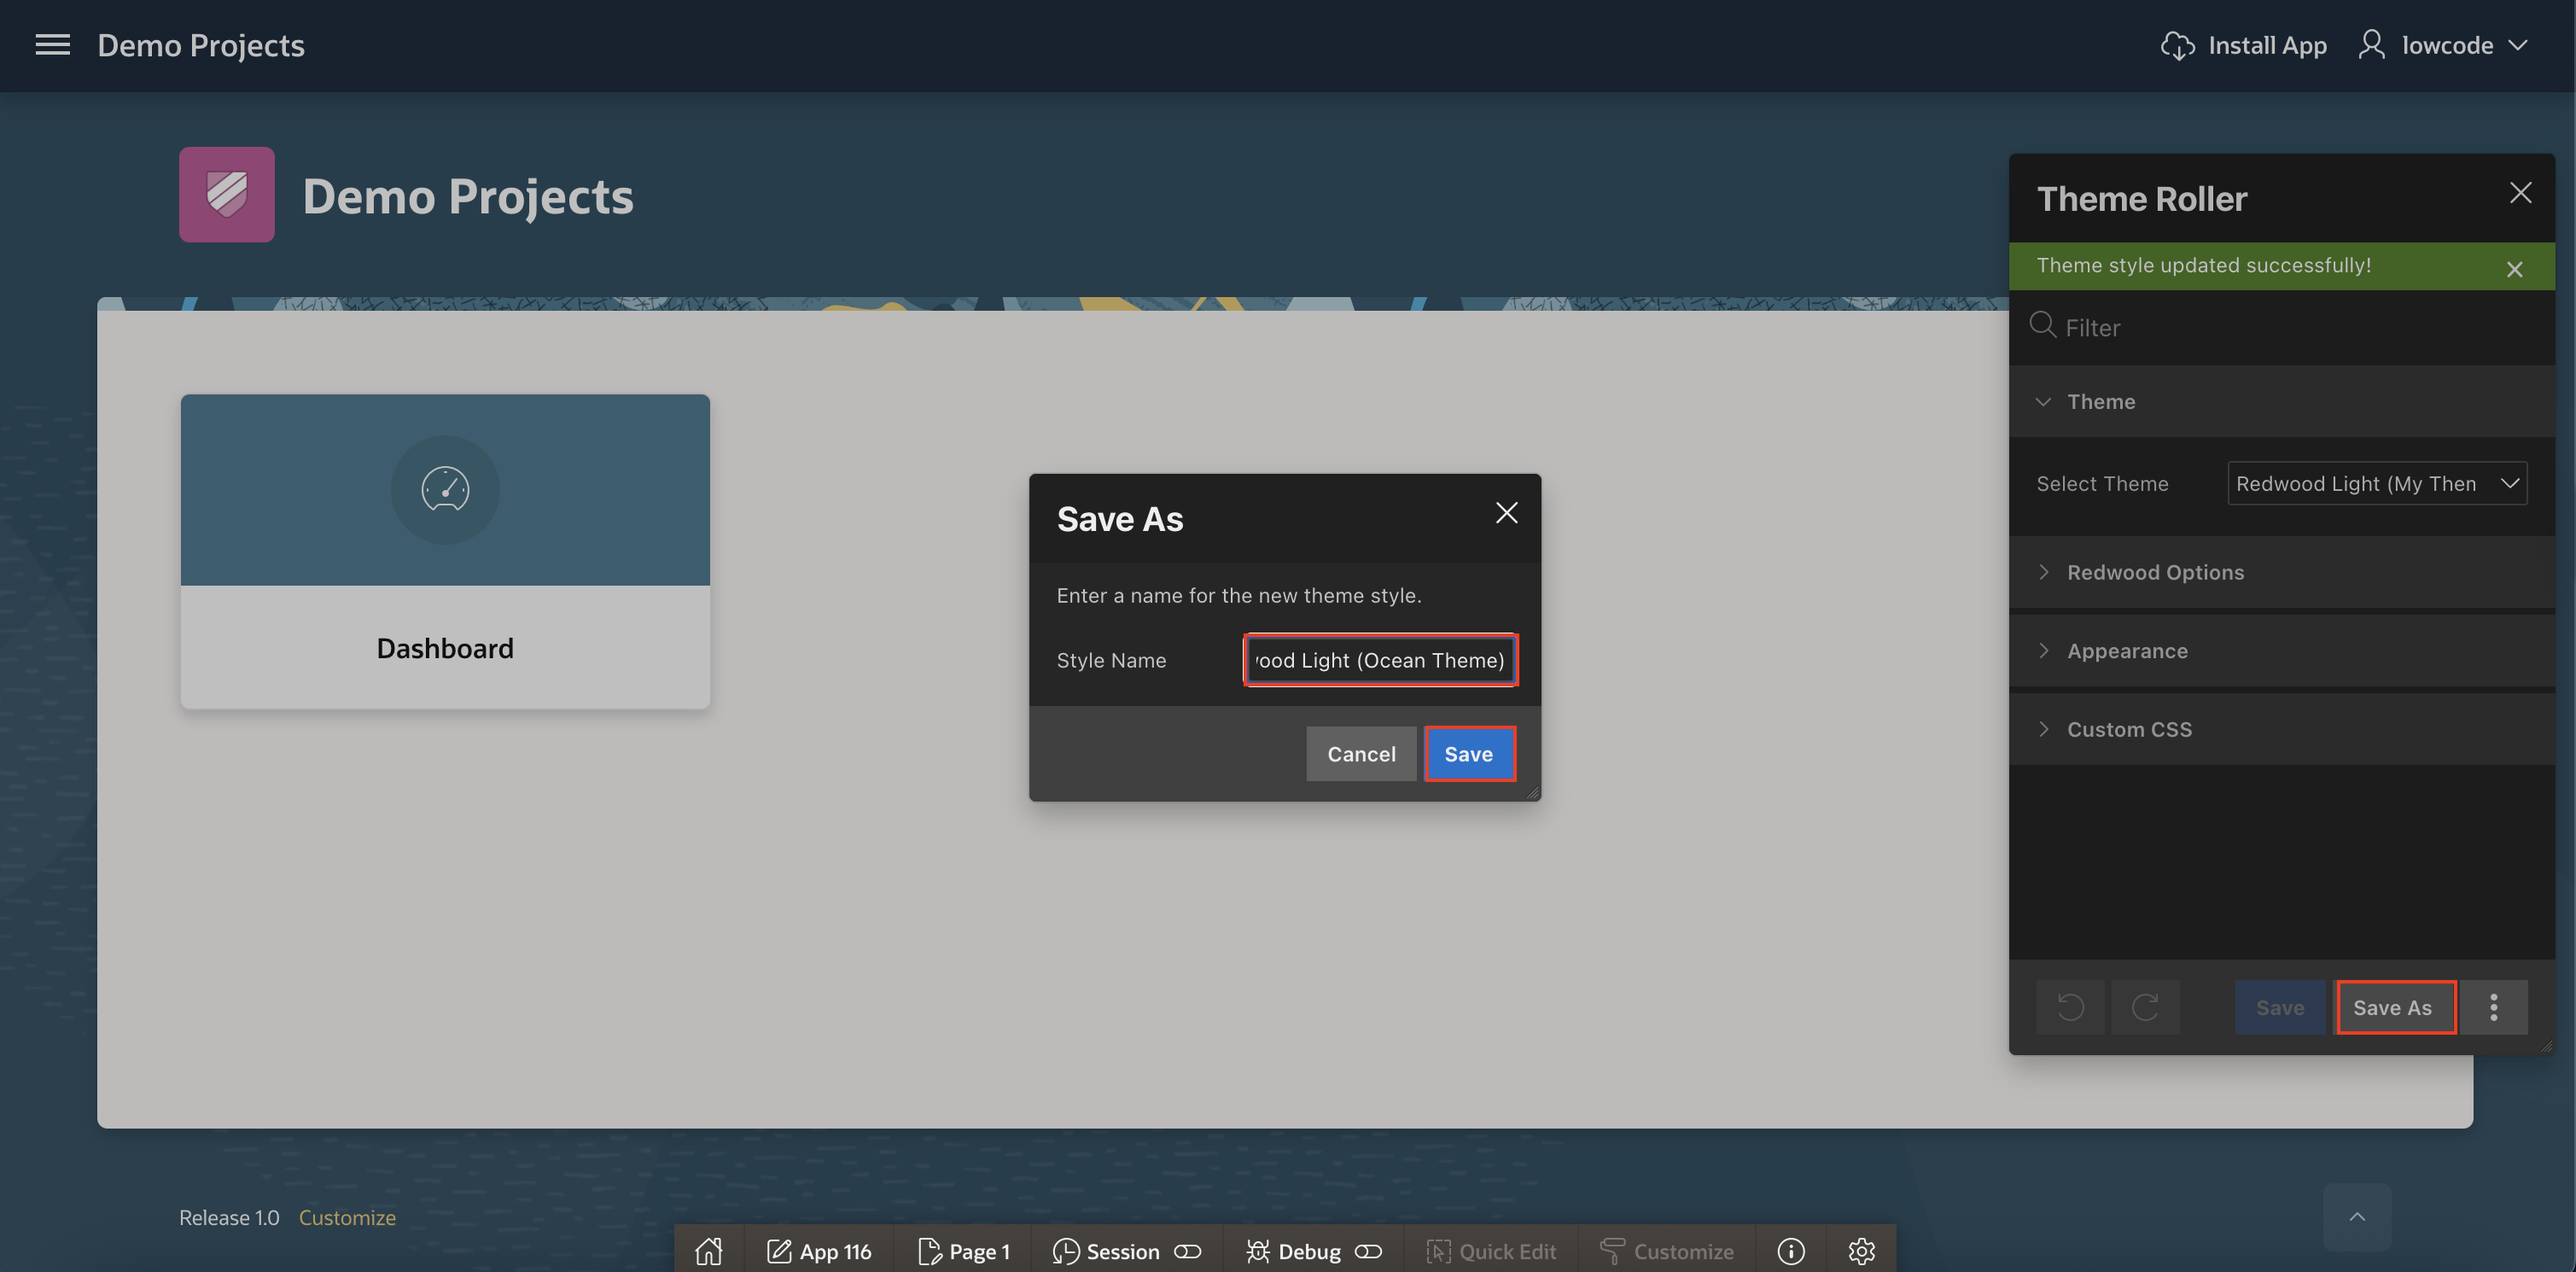 Demo Projects
Install App
lowcode
Demo Projects
Theme Roller
Theme style updated successfully!
Filter
Theme
Select Theme
Redwood Light (My Then
Redwood Options
Appearance
Custom CSS
Save
Save As
Dashboard
Save As
Enter a name for the new theme style.
Style Name
ood Light (Ocean Theme)
Cancel
Save
Release 1.0 Customize
App 116
Page 1
Session
Debug
Quick Edit
Customize